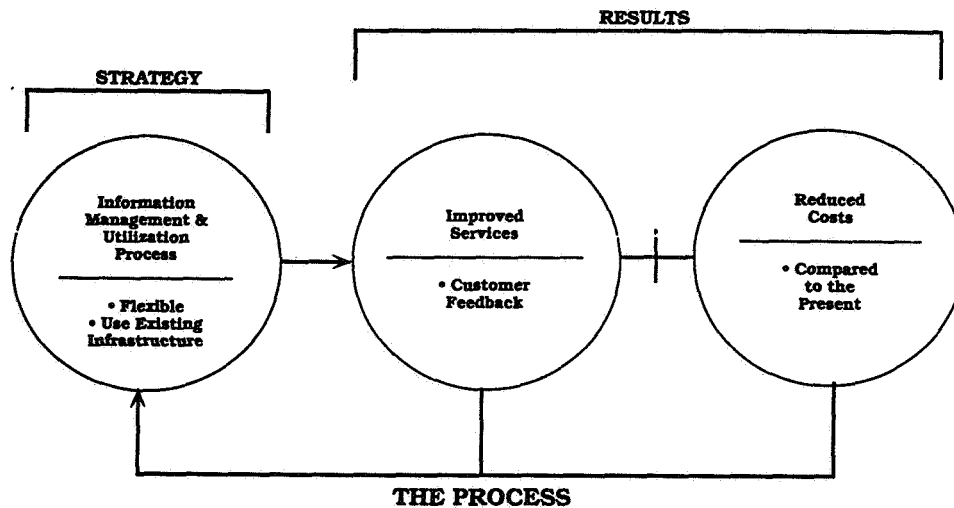 RESULTS
STRATEGY
Information
Management &
Utilization
Process
• Flexible
• Use Existing
Infrastructure
Improved
Services
• Customer
Feedback
Reduced
Costs
• Compared
to the
Present
THE PROCESS